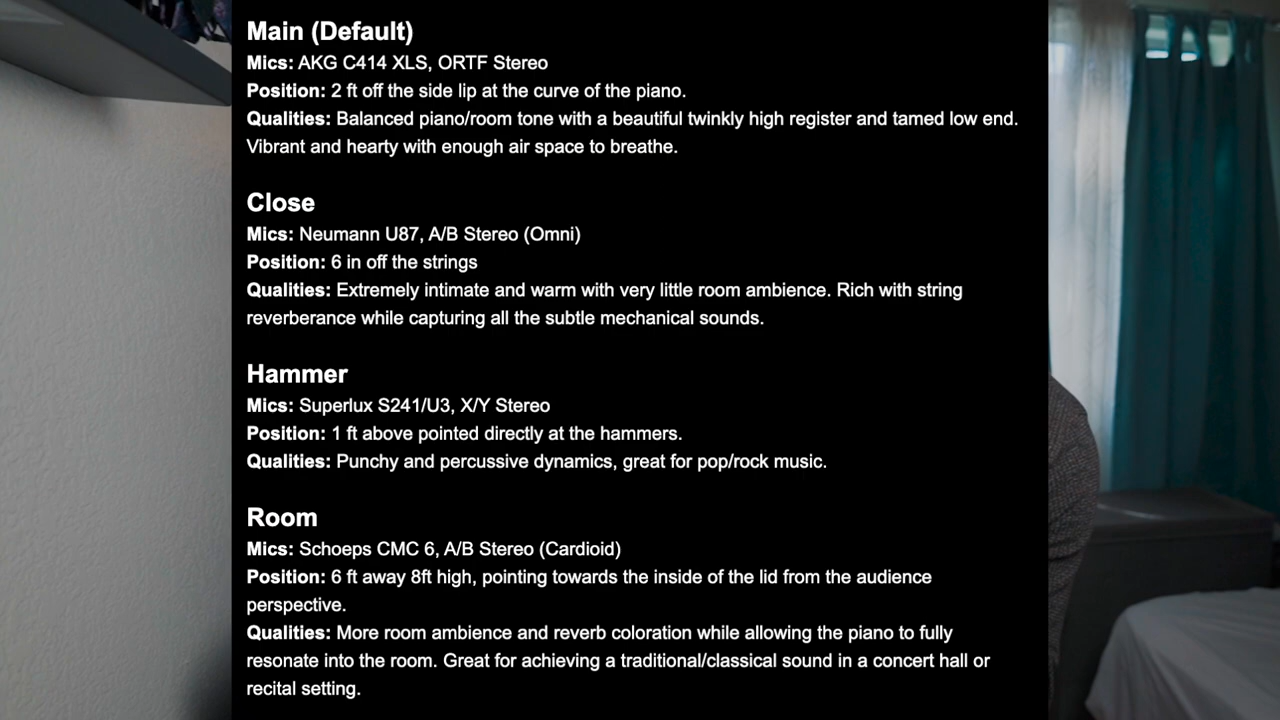 Main (Default)
Mics: AKG C414 XLS, ORTF Stereo
Position: 2 ft off the side lip at the curve of the piano.
Qualities: Balanced piano/room tone with a beautiful twinkly high register and tamed low end.
Vibrant and hearty with enough air space to breathe.
Close
Mics: Neumann U87, A/B Stereo (Omni)
Position: 6 in off the strings
Qualities: Extremely intimate and warm with very little room ambience. Rich with string
reverberance while capturing all the subtle mechanical sounds.
Hammer
Mics: Superlux S241/U3, X/Y Stereo
Position: 1 ft above pointed directly at the hammers.
Qualities: Punchy and percussive dynamics, great for pop/rock music.
Room
Mics: Schoeps CMC 6, A/B Stereo (Cardioid)
Position: 6 ft away 8ft high, pointing towards the inside of the lid from the audience
perspective.
Qualities: More room ambience and reverb coloration while allowing the piano to fully
resonate into the room. Great for achieving a traditional/classical sound in a concert hall or
recital setting.